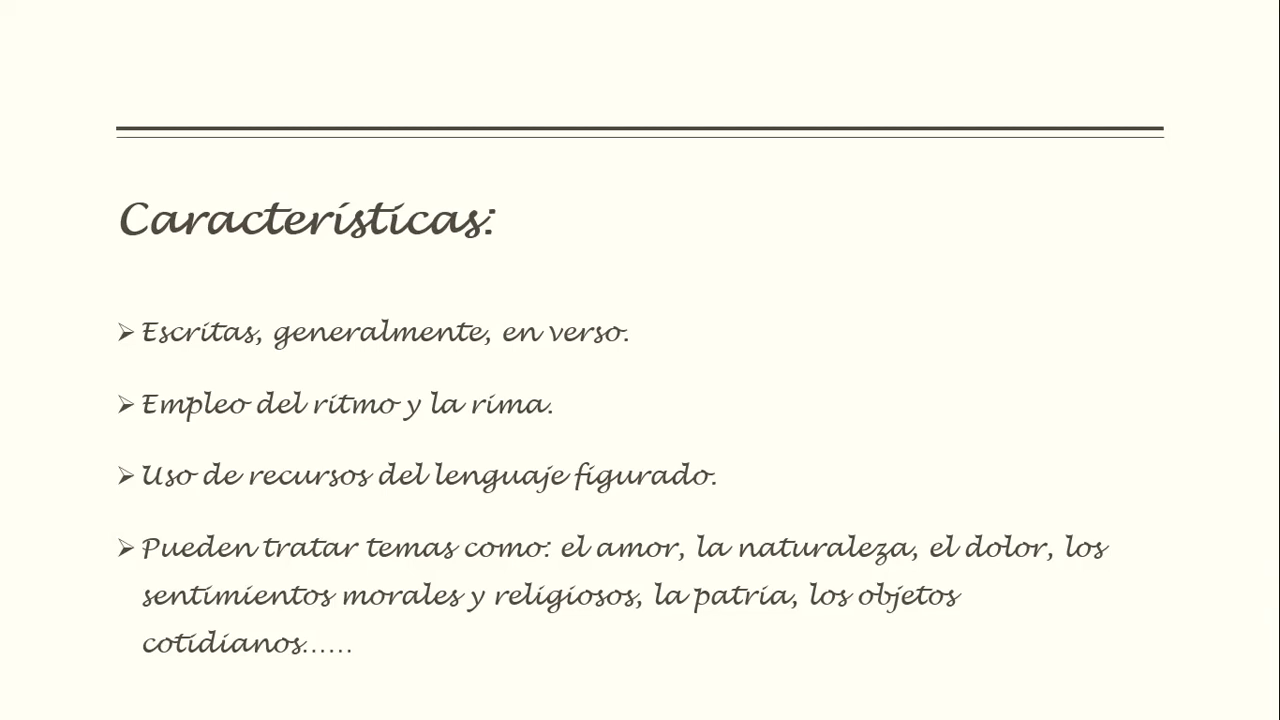 Características:
➢ Escritas, generalmente, en verso.
➢ Empleo del ritmo y la rima.
➢ Uso de recursos del lenguaje figurado.
➢ Pueden tratar temas como: el amor, la naturaleza, el dolor, los
sentimientos morales y religiosos, la patria, los objetos
cotidianos……